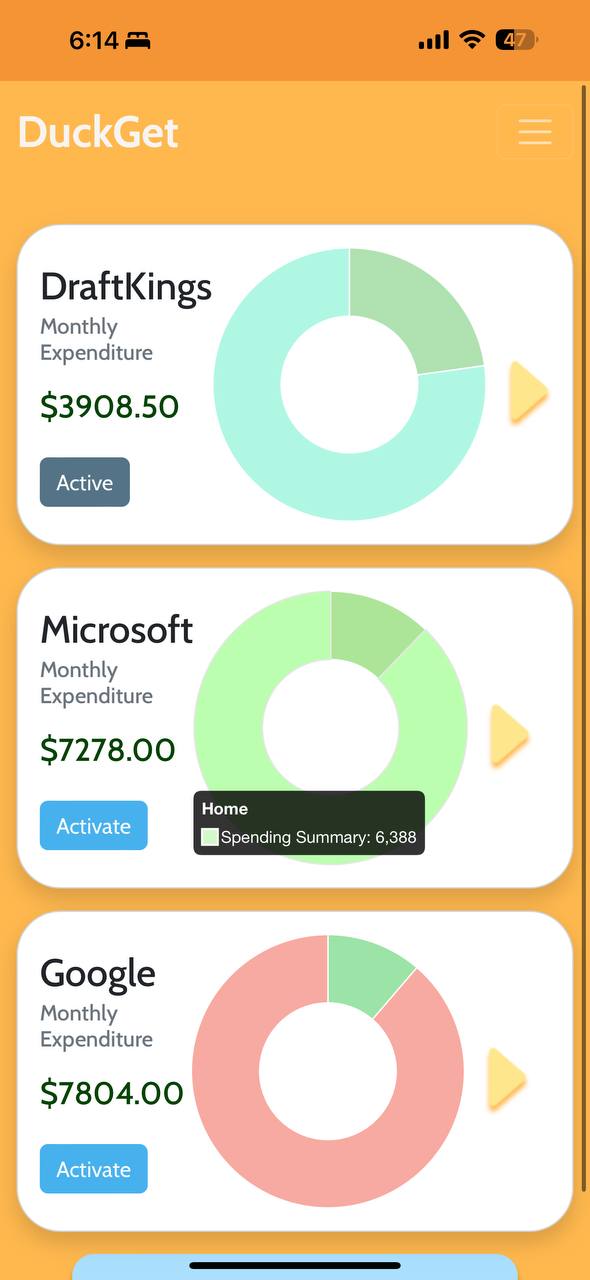 6:14
47
DuckGet
DraftKings
Monthly
Expenditure
$3908.50
Active
Microsoft
Monthly
Expenditure
$7278.00
Activate
Home
Spending Summary: 6,388
Google
Monthly
Expenditure
$7804.00
Activate